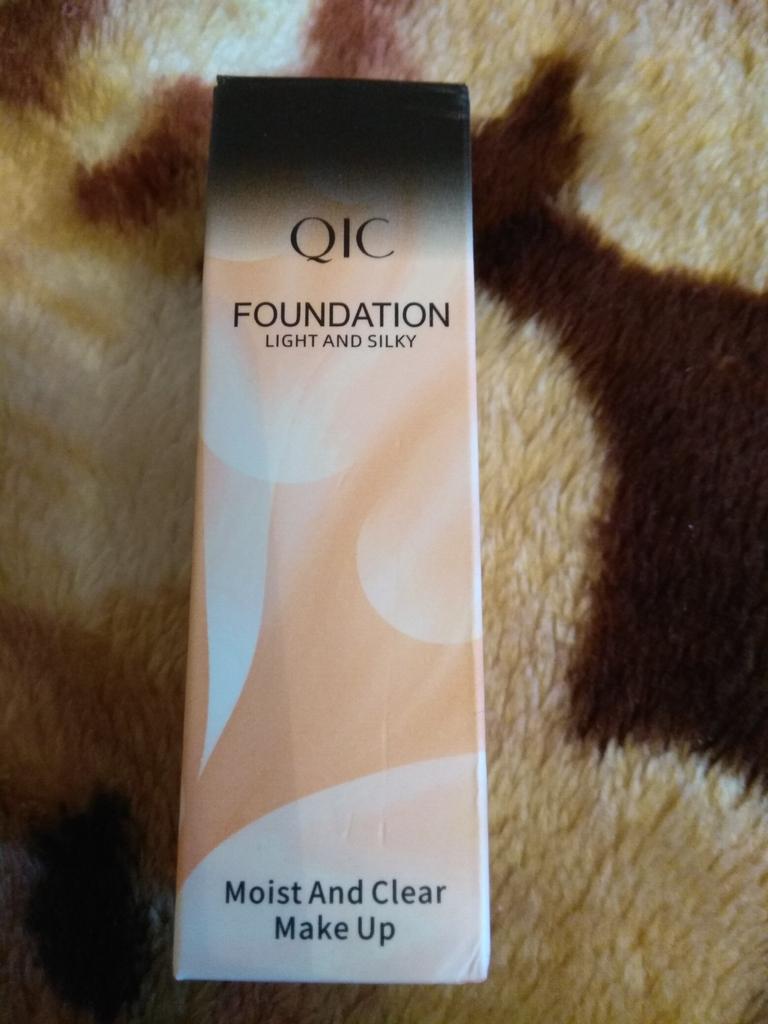 QIC
FOUNDATION
LIGHT AND SILKY
Moist And Clear
Make Up